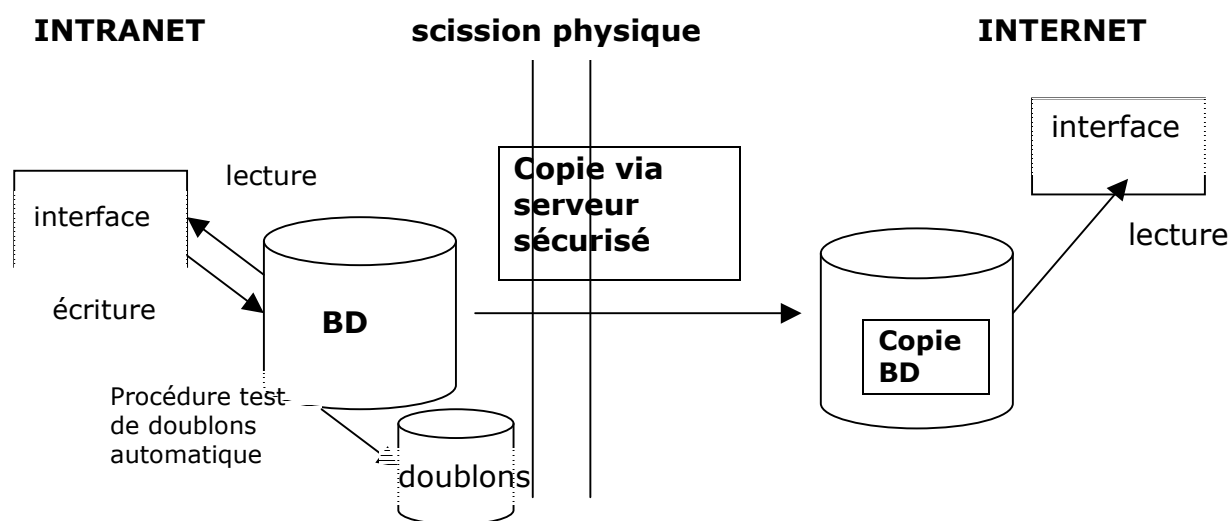 INTRANET
scission physique
INTERNET
interface
lecture
Copie via
serveur
sécurisé
interface
lecture
écriture
BD
Copie
BD
Procédure test
de doublons
automatique
doublons